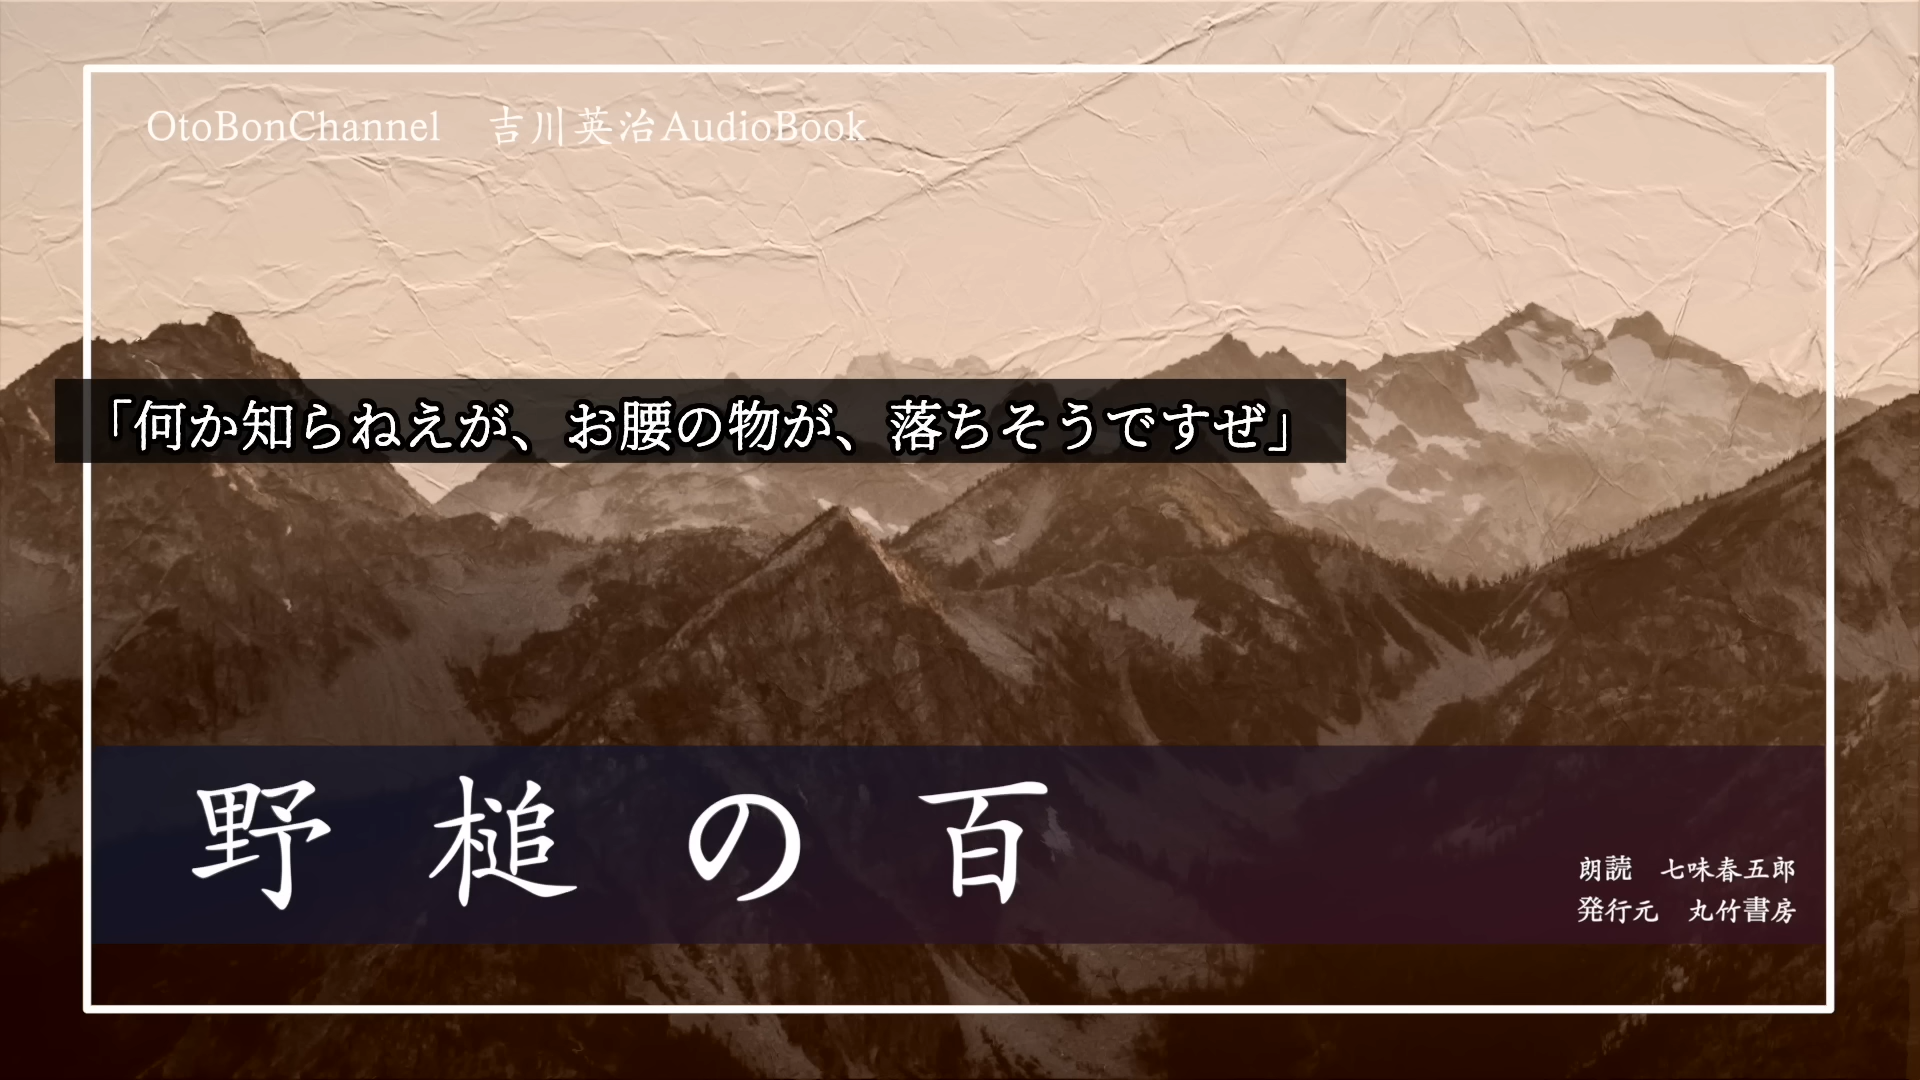 OtoBonChannel　吉川英治AudioBook
「何か知らねえが、お腰の物が、落ちそうですぜ」
野槌の百
朗読　七味春五郎
発行元　丸竹書房